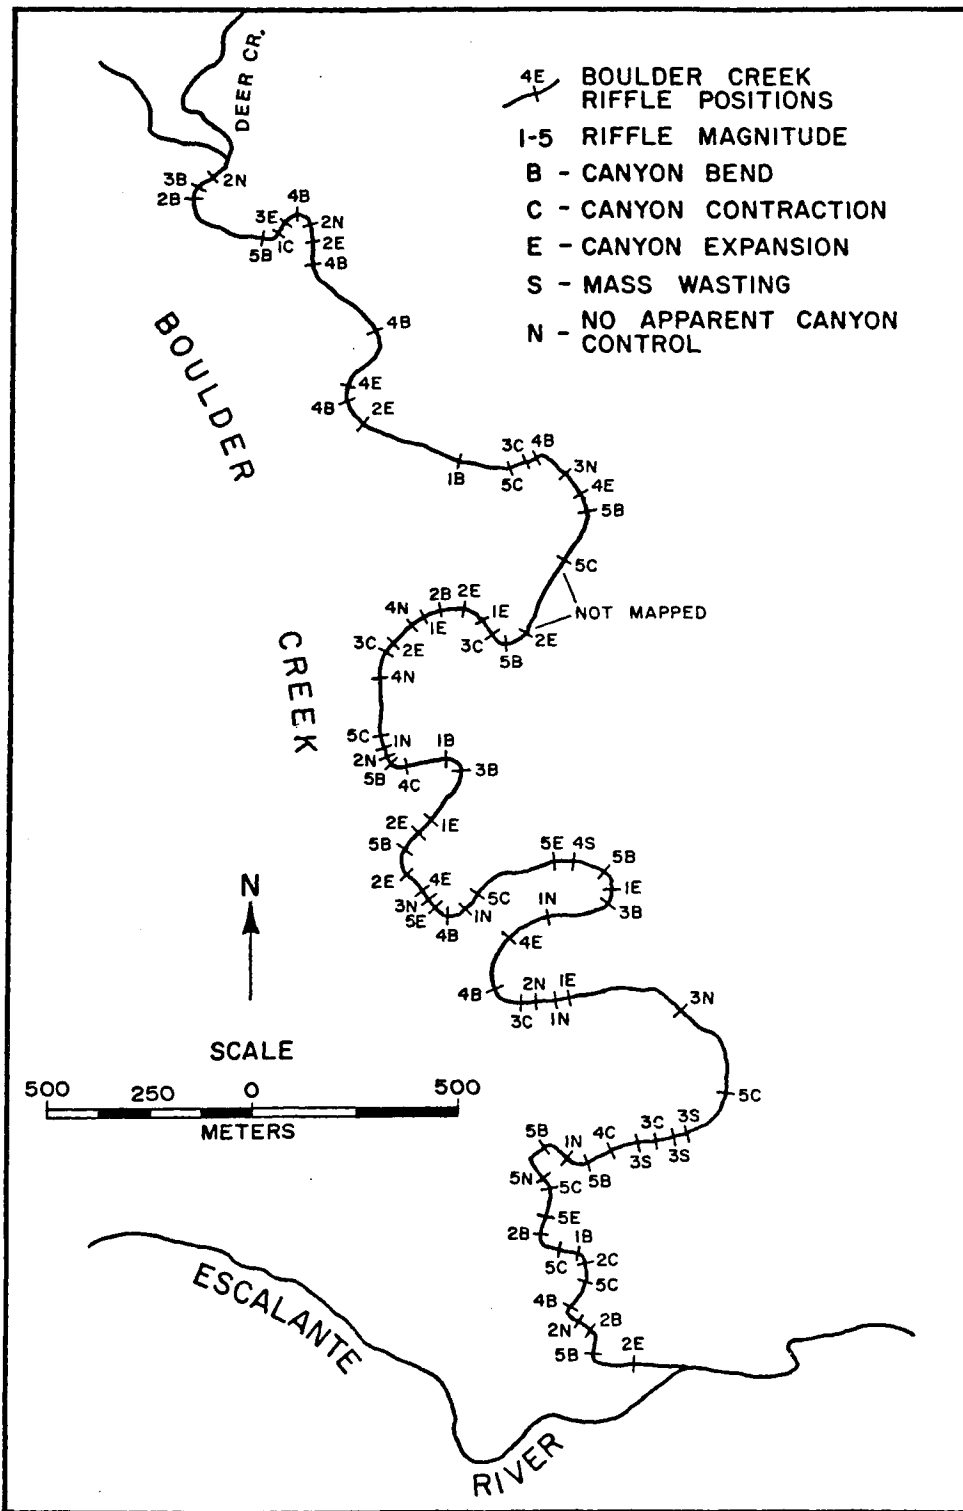 DEER CR.
4E BOULDER CREEK
RIFFLE POSITIONS
1-5 RIFFLE MAGNITUDE
B - CANYON BEND
C - CANYON CONTRACTION
E - CANYON EXPANSION
S - MASS WASTING
N - NO APPARENT CANYON
CONTROL
2N
3B
2B
5B
1C
3E
4B
2N
2E
4B
4B
4E
4B
2E
1B
5C
3C
4B
3N
4E
5B
5C
NOT MAPPED
2E
5B
3C
1E
2E
2B
1E
4N
2E
3C
4N
5C
1N
2N
5B
4C
1B
3B
1E
2E
5B
2E
4E
3N
5E
4B
1N
5C
5E
4S
5B
1E
3B
1N
4E
4B
3C
2N
1N
1E
3N
5C
3S
3S
3C
3S
4C
5B
1N
5B
5N
5C
5E
2B
5C
1B
2C
5C
4B
2N
2B
5B
2E
BOULDER
CREEK
N
SCALE
500 250 0 500
METERS
ESCALANTE
RIVER